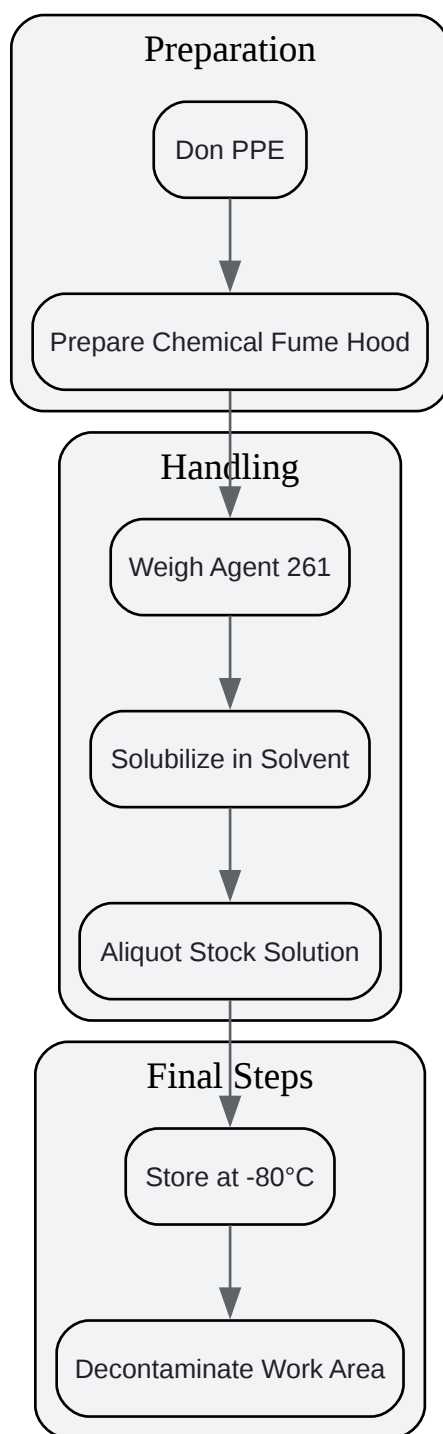 Preparation
Don PPE
Prepare Chemical Fume Hood
Handling
Weigh Agent 261
Solubilize in Solvent
Aliquot Stock Solution
Final Steps
Store at -80°C
Decontaminate Work Area